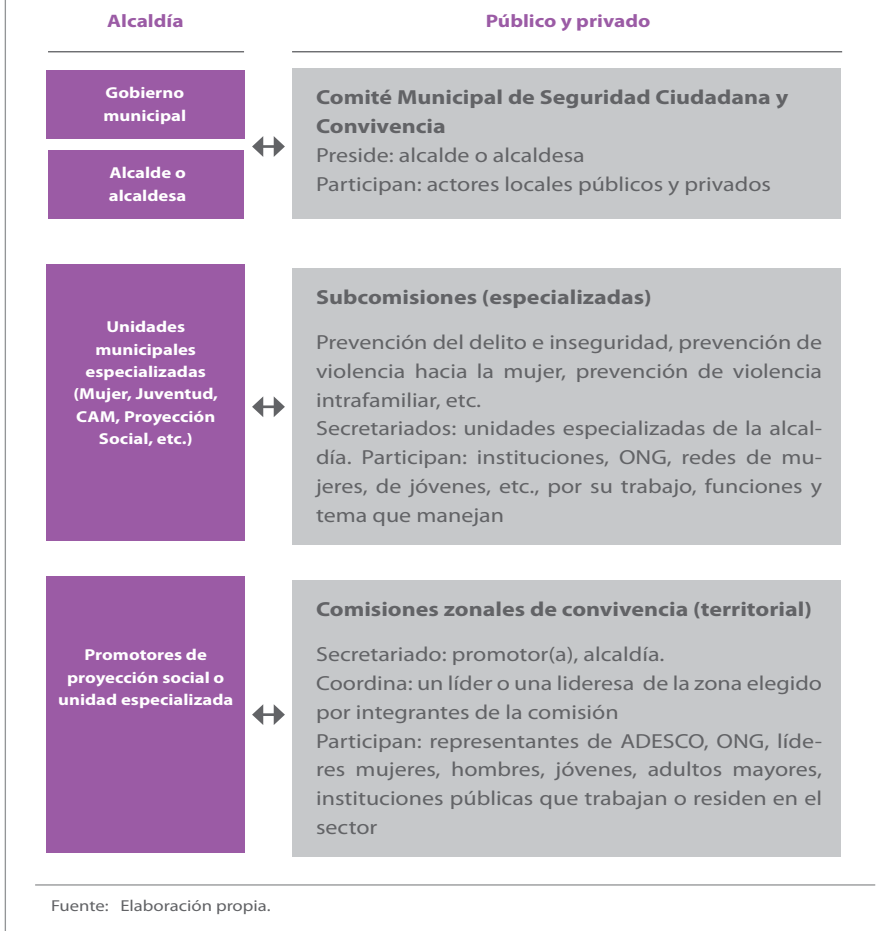 Alcaldía
Público y privado
Gobierno
municipal
Alcalde o
alcaldesa
Comité Municipal de Seguridad Ciudadana y
Convivencia
Preside: alcalde o alcaldesa
Participan: actores locales públicos y privados
Unidades
municipales
especializadas
(Mujer, Juventud,
CAM, Proyección
Social, etc.)
Subcomisiones (especializadas)
Prevención del delito e inseguridad, prevención de
violencia hacia la mujer, prevención de violencia
intrafamiliar, etc.
Secretariados: unidades especializadas de la alcal-
día. Participan: instituciones, ONG, redes de mu-
jeres, de jóvenes, etc., por su trabajo, funciones y
tema que manejan
Promotores de
proyección social o
unidad especializada
Comisiones zonales de convivencia (territorial)
Secretariado: promotor(a), alcaldía.
Coordina: un líder o una lideresa de la zona elegido
por integrantes de la comisión
Participan: representantes de ADESCO, ONG, líde-
res mujeres, hombres, jóvenes, adultos mayores,
instituciones públicas que trabajan o residen en el
sector
Fuente: Elaboración propia.